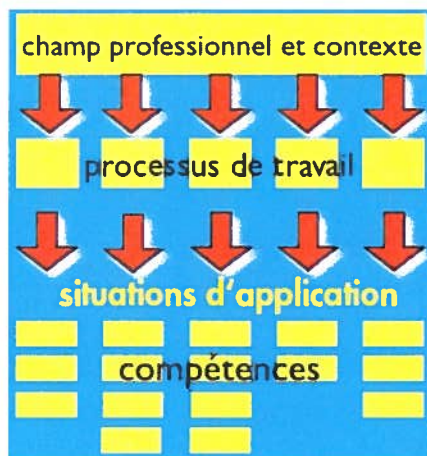 champ professionnel et contexte
processus de travail
situations d'application
compétences